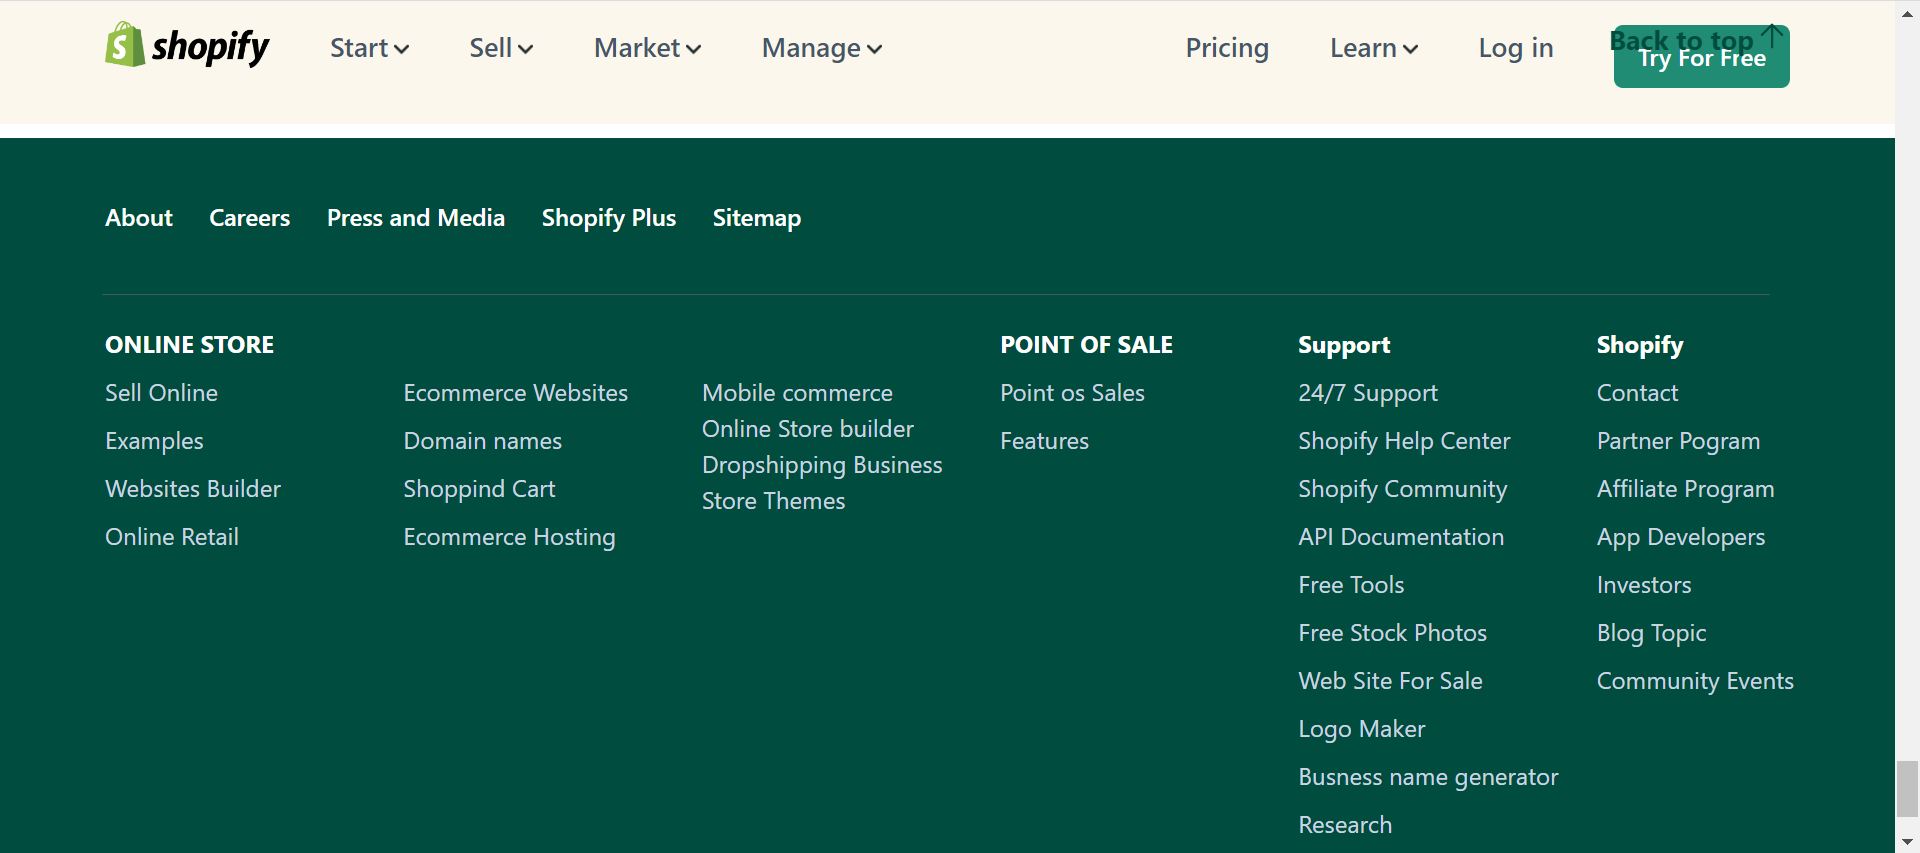 shopify Start Sell Market Manage Pricing Learn Log in Back to top
Try For Free
About Careers Press and Media Shopify Plus Sitemap
ONLINE STORE
Sell Online
Examples
Websites Builder
Online Retail
Ecommerce Websites
Domain names
Shoppind Cart
Ecommerce Hosting
Mobile commerce
Online Store builder
Dropshipping Business
Store Themes
POINT OF SALE
Point os Sales
Features
Support
24/7 Support
Shopify Help Center
Shopify Community
API Documentation
Free Tools
Free Stock Photos
Web Site For Sale
Logo Maker
Busness name generator
Research
Shopify
Contact
Partner Pogram
Affiliate Program
App Developers
Investors
Blog Topic
Community Events